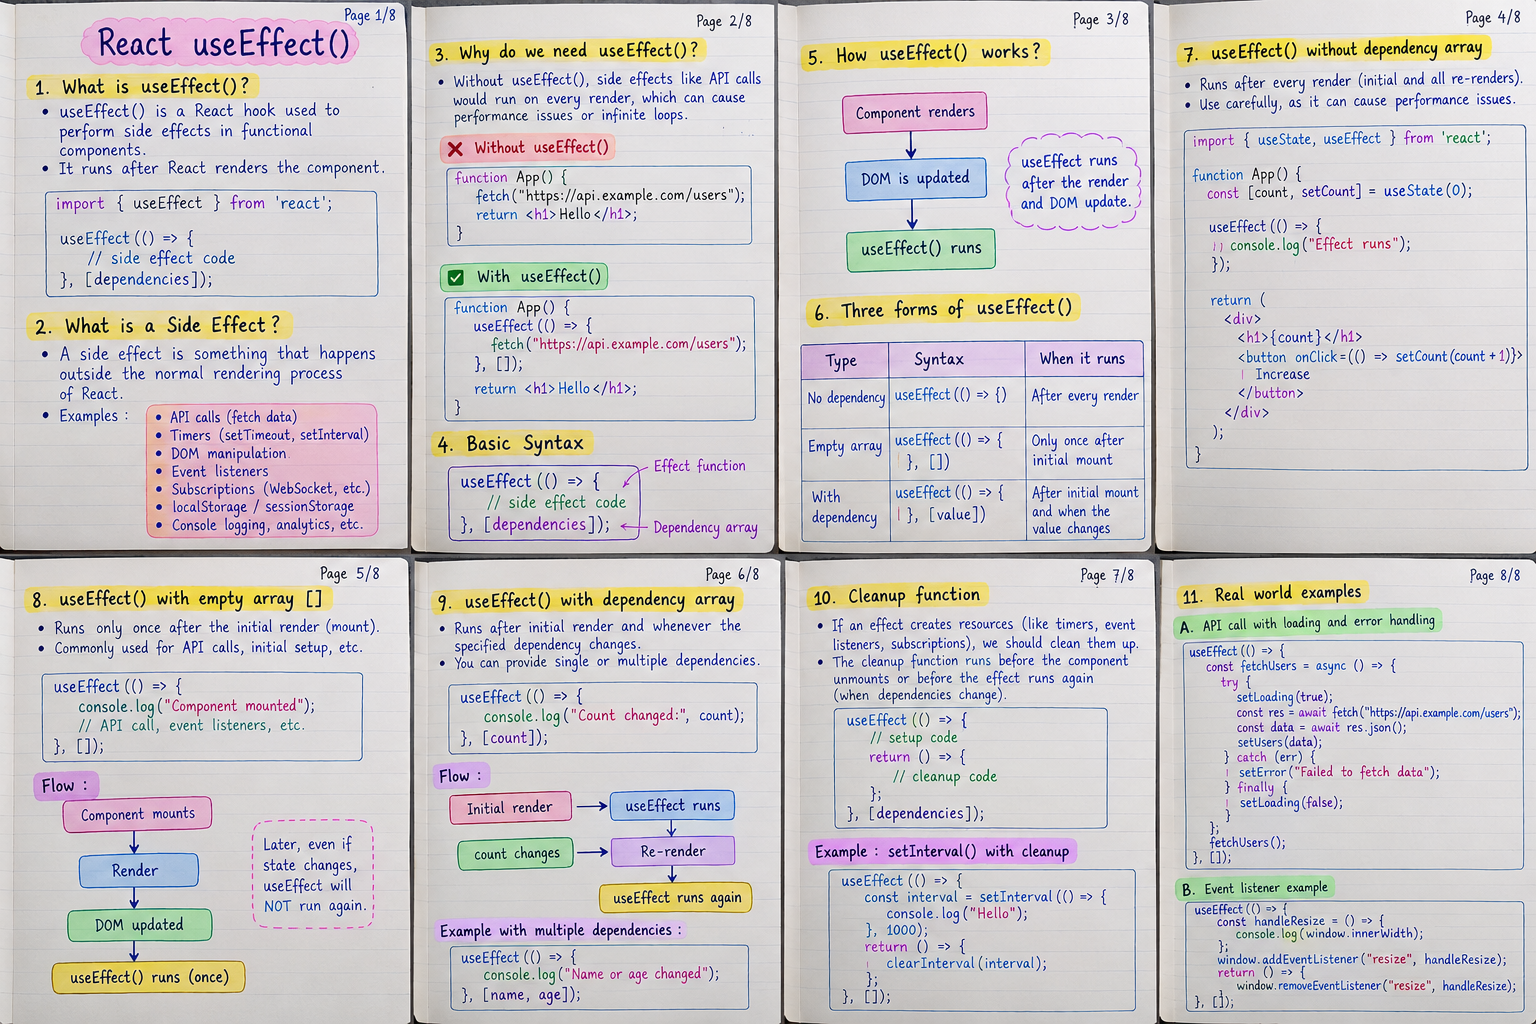 Page 1/8
React useEffect()
1. What is useEffect()?
• useEffect() is a React hook used to
perform side effects in functional
components.
• It runs after React renders the component.
import { useEffect } from 'react';
useEffect(() => {
// side effect code
}, [dependencies]);
2. What is a Side Effect?
• A side effect is something that happens
outside the normal rendering process
of React.
• Examples :
• API calls (fetch data)
• Timers (setTimeout, setInterval)
• DOM manipulation
• Event listeners
• Subscriptions (WebSocket, etc.)
• localStorage / sessionStorage
• Console logging, analytics, etc.
Page 2/8
3. Why do we need useEffect()?
• Without useEffect(), side effects like API calls
would run on every render, which can cause
performance issues or infinite loops.
❌ Without useEffect()
function App() {
fetch("https://api.example.com/users");
return <h1>Hello</h1>;
}
✅ With useEffect()
function App() {
useEffect(() => {
fetch("https://api.example.com/users");
}, []);
return <h1>Hello</h1>;
}
4. Basic Syntax
useEffect(() => {
// side effect code
}, [dependencies]);
Effect function
Dependency array
Page 3/8
5. How useEffect() works?
Component renders
DOM is updated
useEffect() runs
useEffect runs
after the render
and DOM update.
6. Three forms of useEffect()
Type Syntax When it runs
No dependency useEffect(() => {}) After every render
Empty array
useEffect(() => {
}, [])
Only once after
initial mount
With
dependency
useEffect(() => {
}, [value])
After initial mount
and when the
value changes
Page 4/8
7. useEffect() without dependency array
• Runs after every render (initial and all re-renders).
• Use carefully, as it can cause performance issues.
import { useState, useEffect } from 'react';
function App() {
const [count, setCount] = useState(0);
useEffect(() => {
console.log("Effect runs");
});
return (
<div>
<h1>{count}</h1>
<button onClick={(() => setCount(count + 1)}>
Increase
</button>
</div>
);
}
Page 5/8
8. useEffect() with empty array []
• Runs only once after the initial render (mount).
• Commonly used for API calls, initial setup, etc.
useEffect(() => {
console.log("Component mounted");
// API call, event listeners, etc.
}, []);
Flow :
Component mounts
Render
DOM updated
useEffect() runs (once)
Later, even if
state changes,
useEffect will
NOT run again.
Page 6/8
9. useEffect() with dependency array
• Runs after initial render and whenever the
specified dependency changes.
• You can provide single or multiple dependencies.
useEffect(() => {
console.log("Count changed:", count);
}, [count]);
Flow :
Initial render
useEffect runs
count changes
Re-render
useEffect runs again
Example with multiple dependencies :
useEffect(() => {
console.log("Name or age changed");
}, [name, age]);
Page 7/8
10. Cleanup function
• If an effect creates resources (like timers, event
listeners, subscriptions), we should clean them up.
• The cleanup function runs before the component
unmounts or before the effect runs again
(when dependencies change).
useEffect(() => {
// setup code
return () => {
// cleanup code
};
}, [dependencies]);
Example : setInterval() with cleanup
useEffect(() => {
const interval = setInterval(() => {
console.log("Hello");
}, 1000);
return () => {
clearInterval(interval);
};
}, []);
Page 8/8
11. Real world examples
A. API call with loading and error handling
useEffect(() => {
const fetchUsers = async () => {
try {
setLoading(true);
const res = await fetch("https://api.example.com/users");
const data = await res.json();
setUsers(data);
} catch (err) {
setError("Failed to fetch data");
} finally {
setLoading(false);
}
};
fetchUsers();
}, []);
B. Event listener example
useEffect(() => {
const handleResize = () => {
console.log(window.innerWidth);
};
window.addEventListener("resize", handleResize);
return () => {
window.removeEventListener("resize", handleResize);
};
}, []);